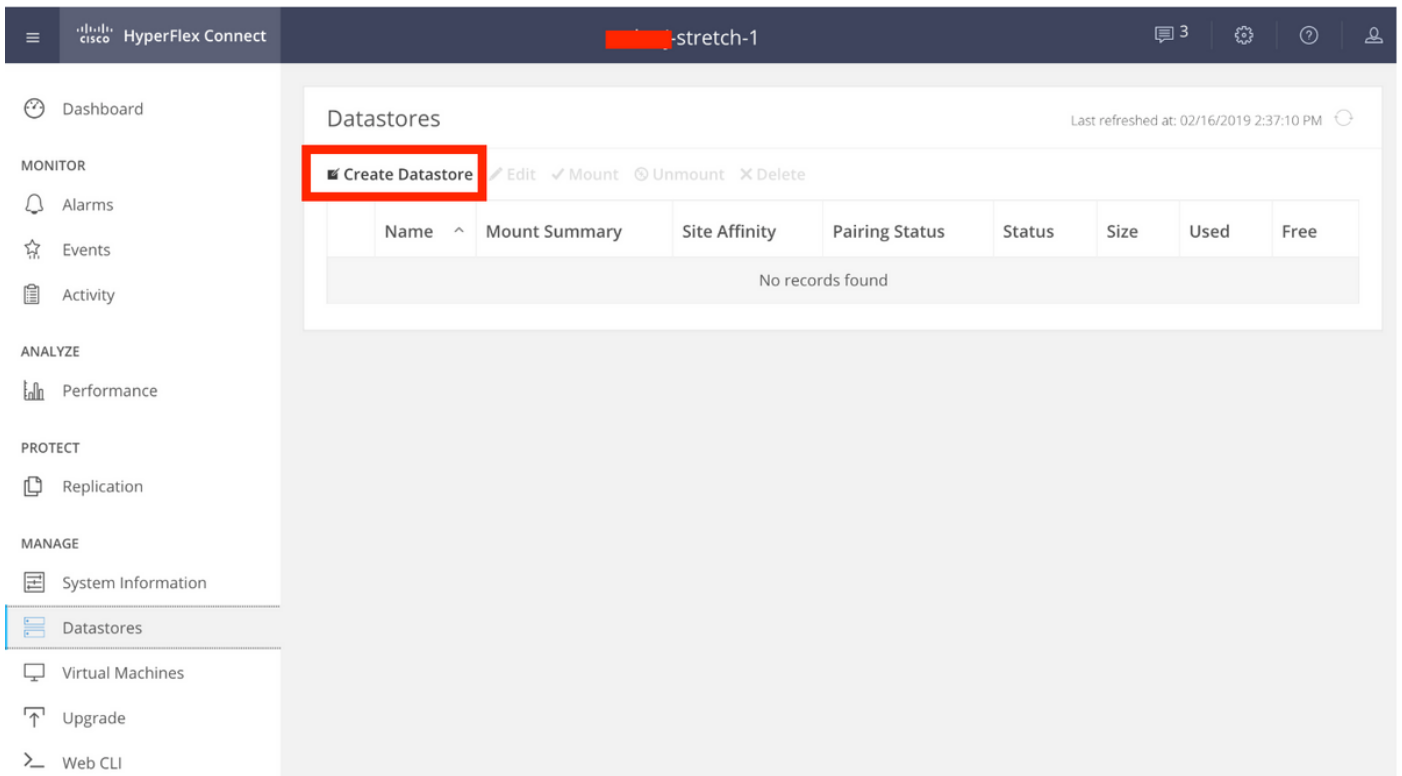 cisco HyperFlex Connect
-stretch-1
3
Dashboard
MONITOR
Alarms
Events
Activity
ANALYZE
Performance
PROTECT
Replication
MANAGE
System Information
Datastores
Virtual Machines
Upgrade
Web CLI
Datastores
Last refreshed at: 02/16/2019 2:37:10 PM
Create Datastore Edit Mount Unmount Delete
Name Mount Summary Site Affinity Pairing Status Status Size Used Free
No records found